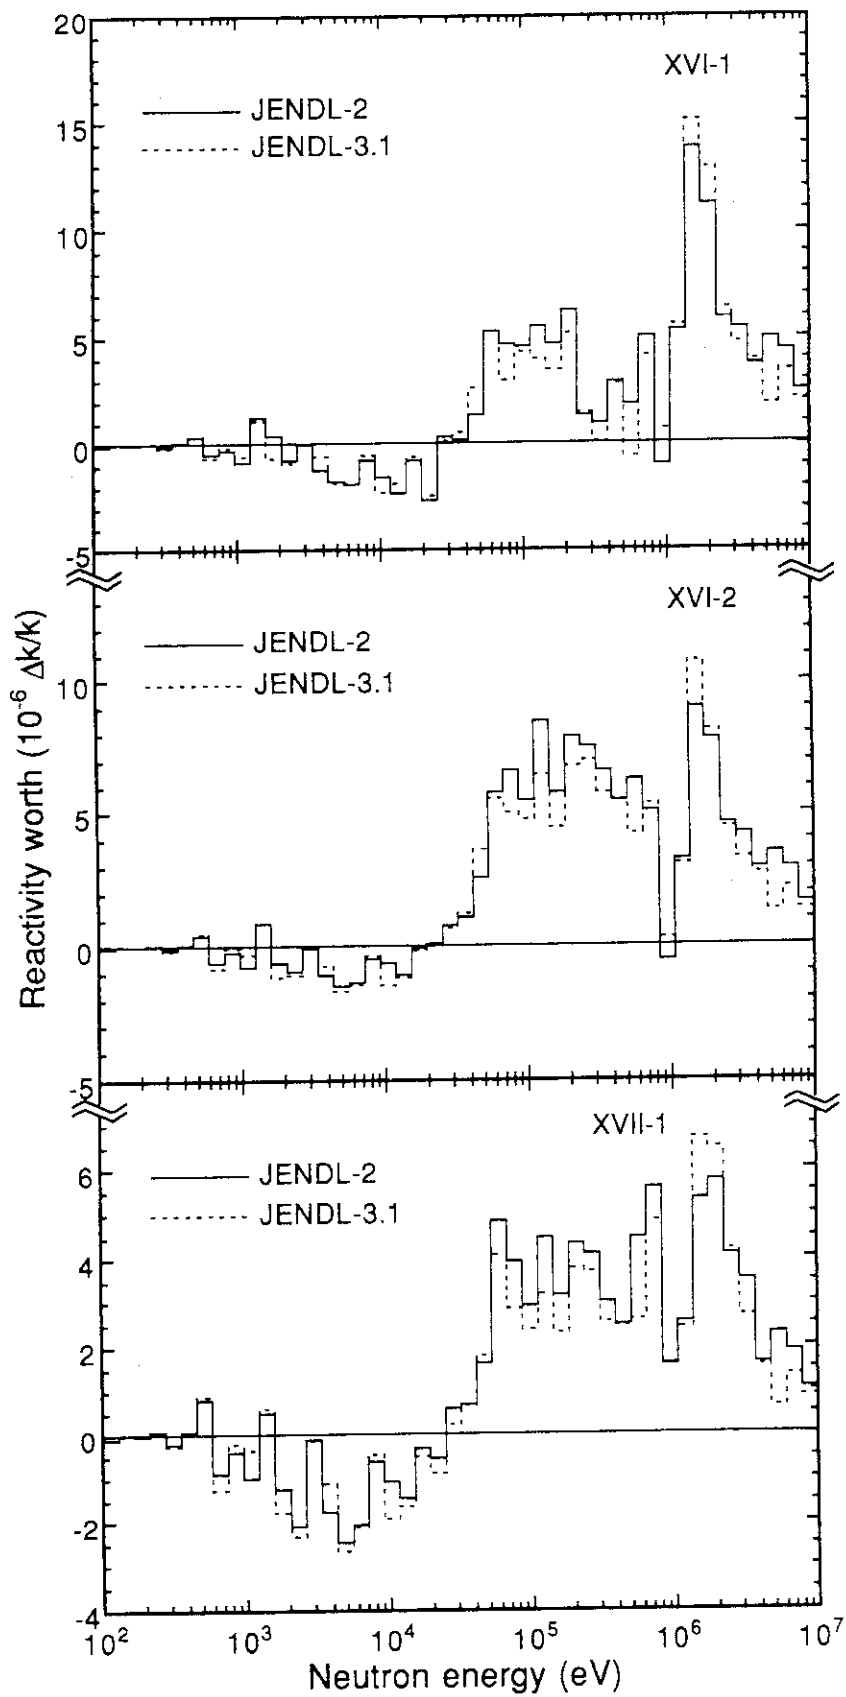 20
XVI-1
JENDL-2
15
JENDL-3.1
10
5
0
-5
XVI-2
JENDL-2
JENDL-3.1
10
5
0
-5
XVII-1
JENDL-2
JENDL-3.1
6
4
2
0
-2
-4
10² 10³ 10⁴ 10⁵ 10⁶ 10⁷
Neutron energy (eV)
Reactivity worth (10⁻⁶ Δk/k)